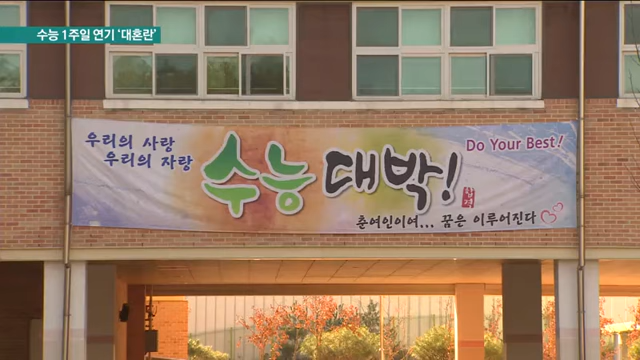 수능 1주일 연기 '대혼란'
우리의 사랑
우리의 자랑
수능 대박!
합격
Do Your Best!
춘여인이여... 꿈은 이루어진다